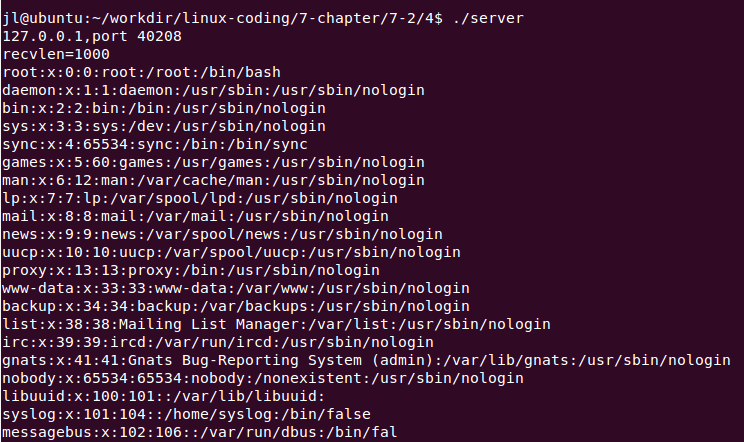 jl@ubuntu:~/workdir/linux-coding/7-chapter/7-2/4$ ./server
127.0.0.1,port 40208
recvlen=1000
root:x:0:0:root:/root:/bin/bash
daemon:x:1:1:daemon:/usr/sbin:/usr/sbin/nologin
bin:x:2:2:bin:/bin:/usr/sbin/nologin
sys:x:3:3:sys:/dev:/usr/sbin/nologin
sync:x:4:65534:sync:/bin:/bin/sync
games:x:5:60:games:/usr/games:/usr/sbin/nologin
man:x:6:12:man:/var/cache/man:/usr/sbin/nologin
lp:x:7:7:lp:/var/spool/lpd:/usr/sbin/nologin
mail:x:8:8:mail:/var/mail:/usr/sbin/nologin
news:x:9:9:news:/var/spool/news:/usr/sbin/nologin
uucp:x:10:10:uucp:/var/spool/uucp:/usr/sbin/nologin
proxy:x:13:13:proxy:/bin:/usr/sbin/nologin
www-data:x:33:33:www-data:/var/www:/usr/sbin/nologin
backup:x:34:34:backup:/var/backups:/usr/sbin/nologin
list:x:38:38:Mailing List Manager:/var/list:/usr/sbin/nologin
irc:x:39:39:ircd:/var/run/ircd:/usr/sbin/nologin
gnats:x:41:41:Gnats Bug-Reporting System (admin):/var/lib/gnats:/usr/sbin/nologin
nobody:x:65534:65534:nobody:/nonexistent:/usr/sbin/nologin
libuuid:x:100:101::/var/lib/libuuid:
syslog:x:101:104::/home/syslog:/bin/false
messagebus:x:102:106::/var/run/dbus:/bin/fal